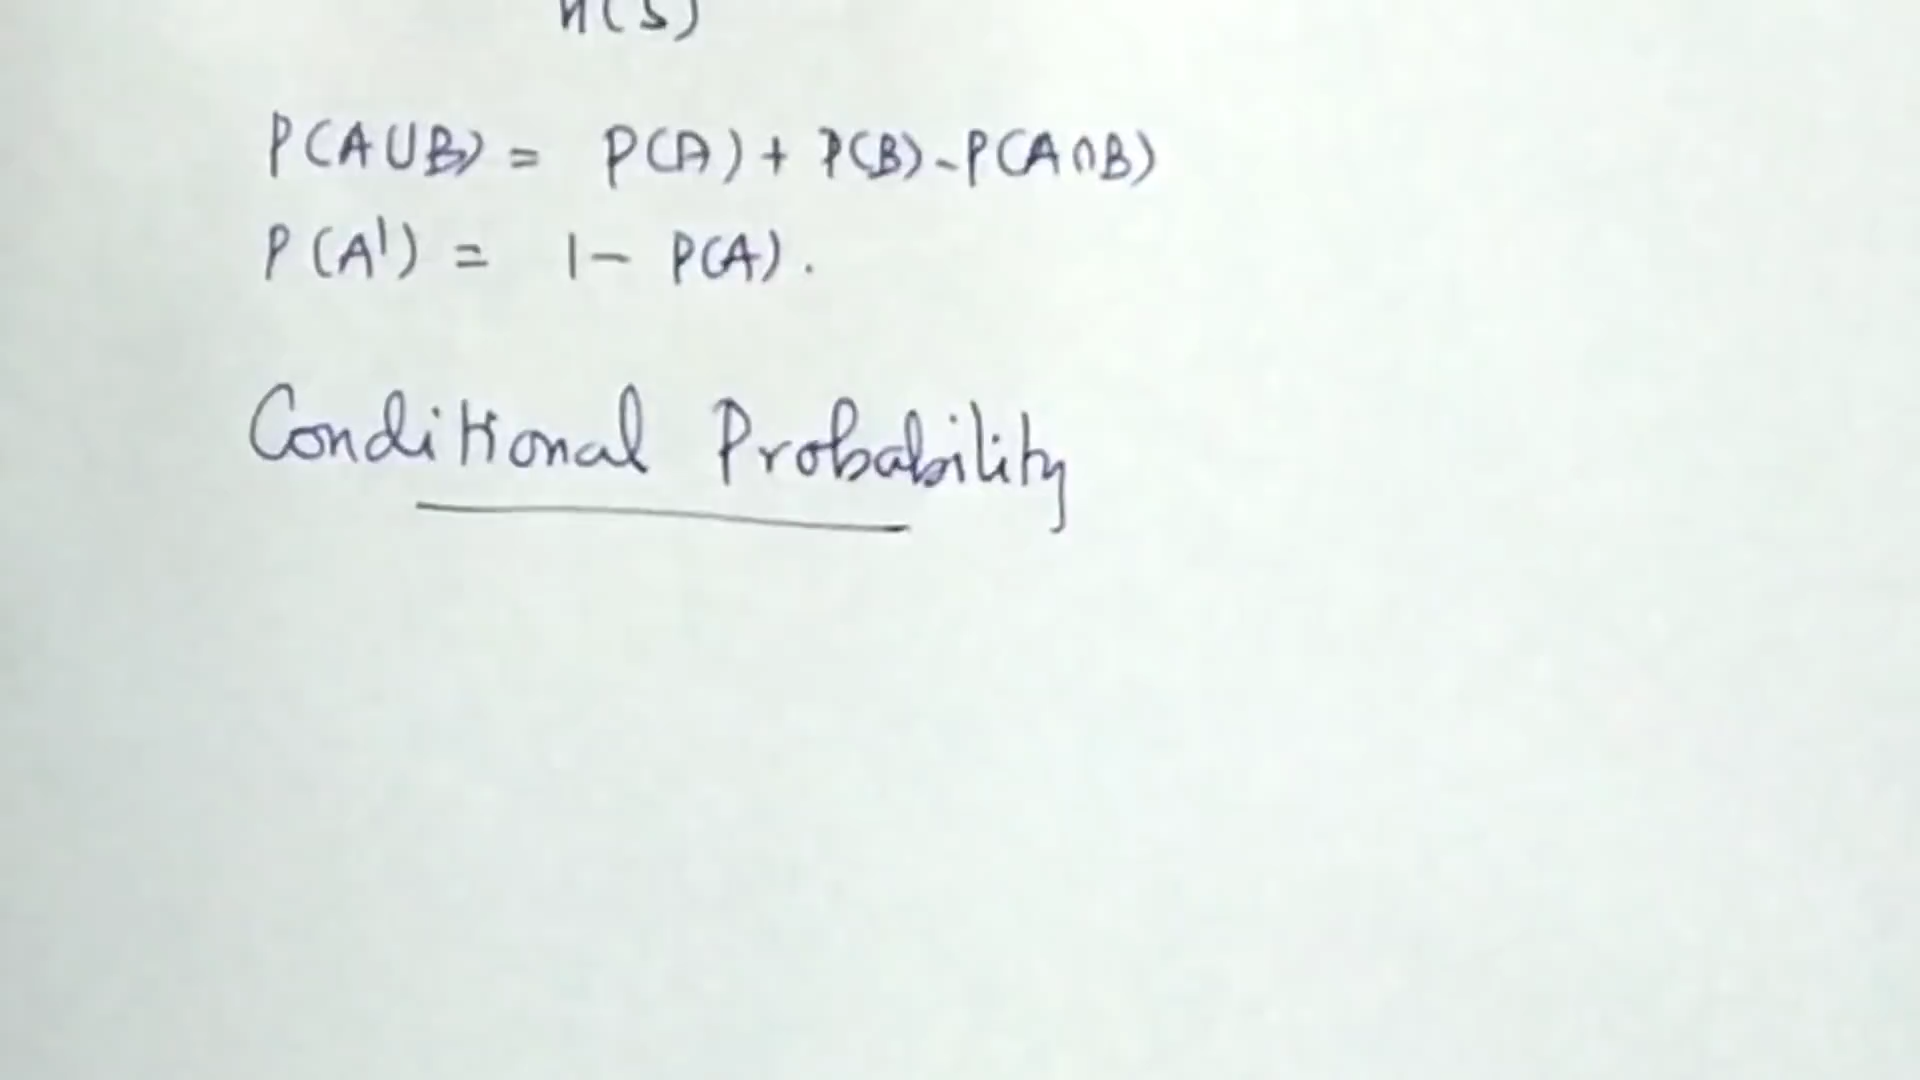 n(S)
P(A∪B) = P(A) + P(B) - P(A∩B)
P(A') = 1 - P(A).
Conditional Probability